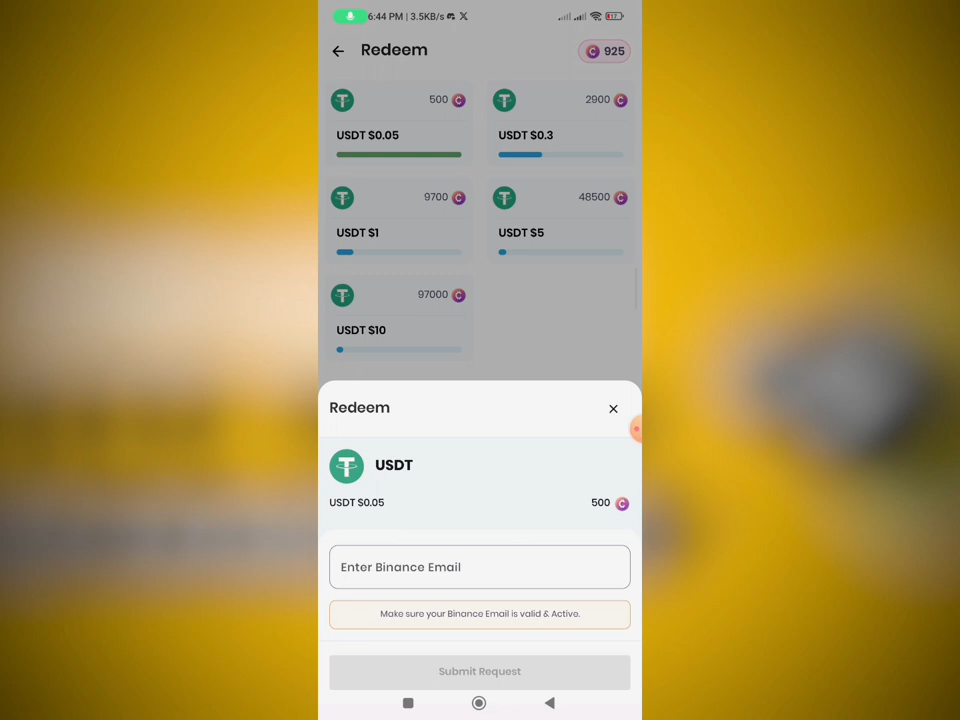 6:44 PM | 3.5KB/s
Redeem
925
500
2900
USDT $0.05
USDT $0.3
9700
48500
USDT $1
USDT $5
97000
USDT $10
Redeem
USDT
USDT $0.05
500
Enter Binance Email
Make sure your Binance Email is valid & Active.
Submit Request